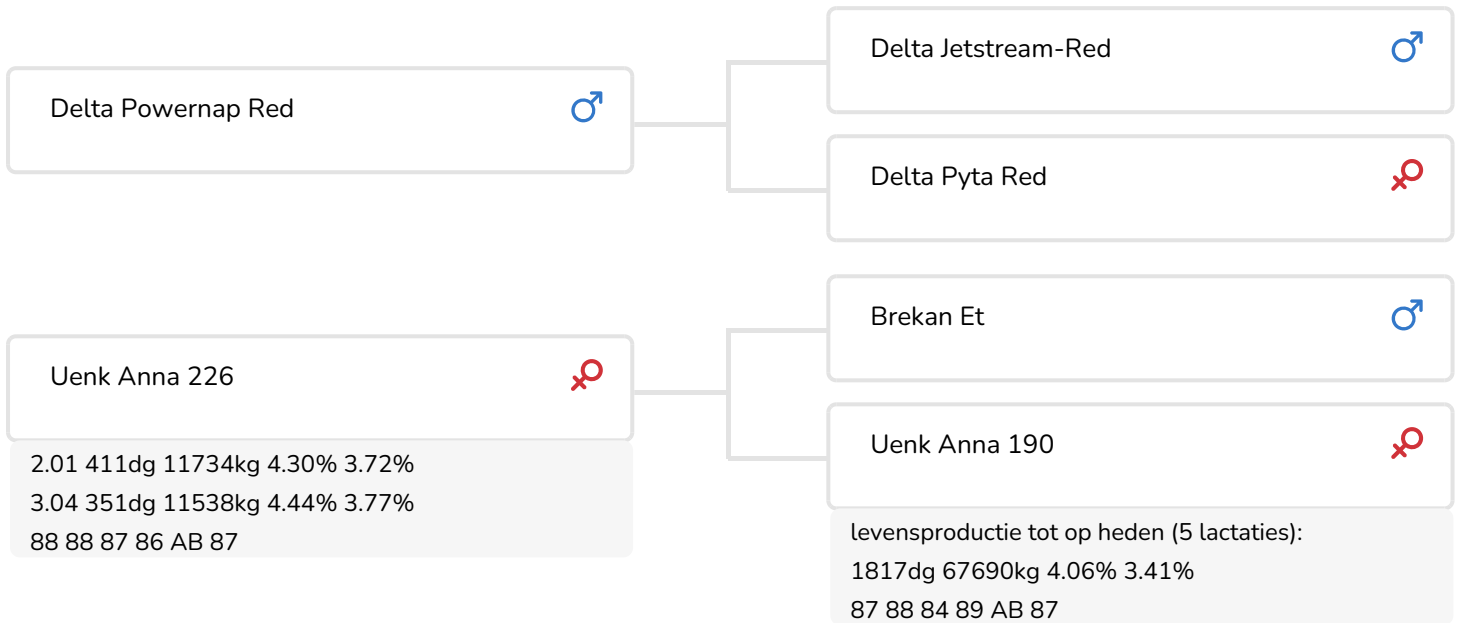 Delta Powernap Red
Delta Jetstream-Red
Delta Pyta Red
Uenk Anna 226
2.01 411dg 11734kg 4.30% 3.72%
3.04 351dg 11538kg 4.44% 3.77%
88 88 87 86 AB 87
Brekan Et
Uenk Anna 190
levensproductie tot op heden (5 lactaties):
1817dg 67690kg 4.06% 3.41%
87 88 84 89 AB 87